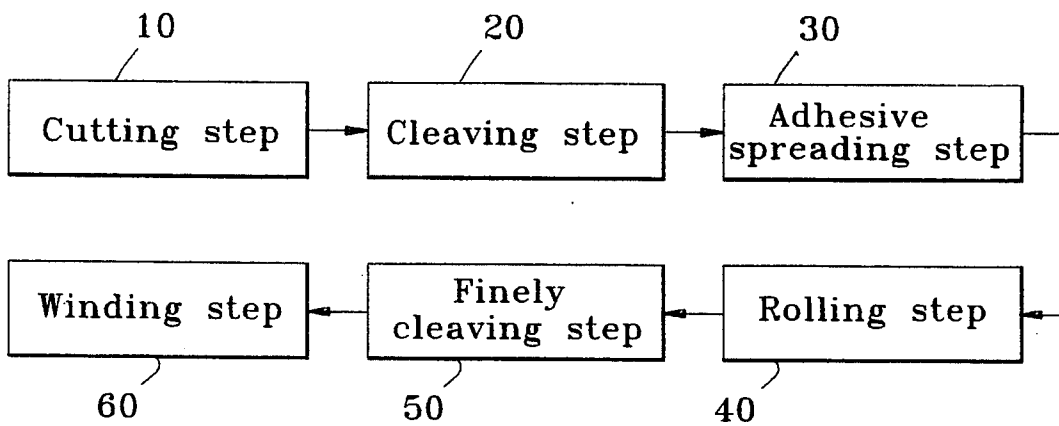 10
20
30
Cutting step
Cleaving step
Adhesive
spreading step
Winding step
Finely
cleaving step
Rolling step
60
50
40